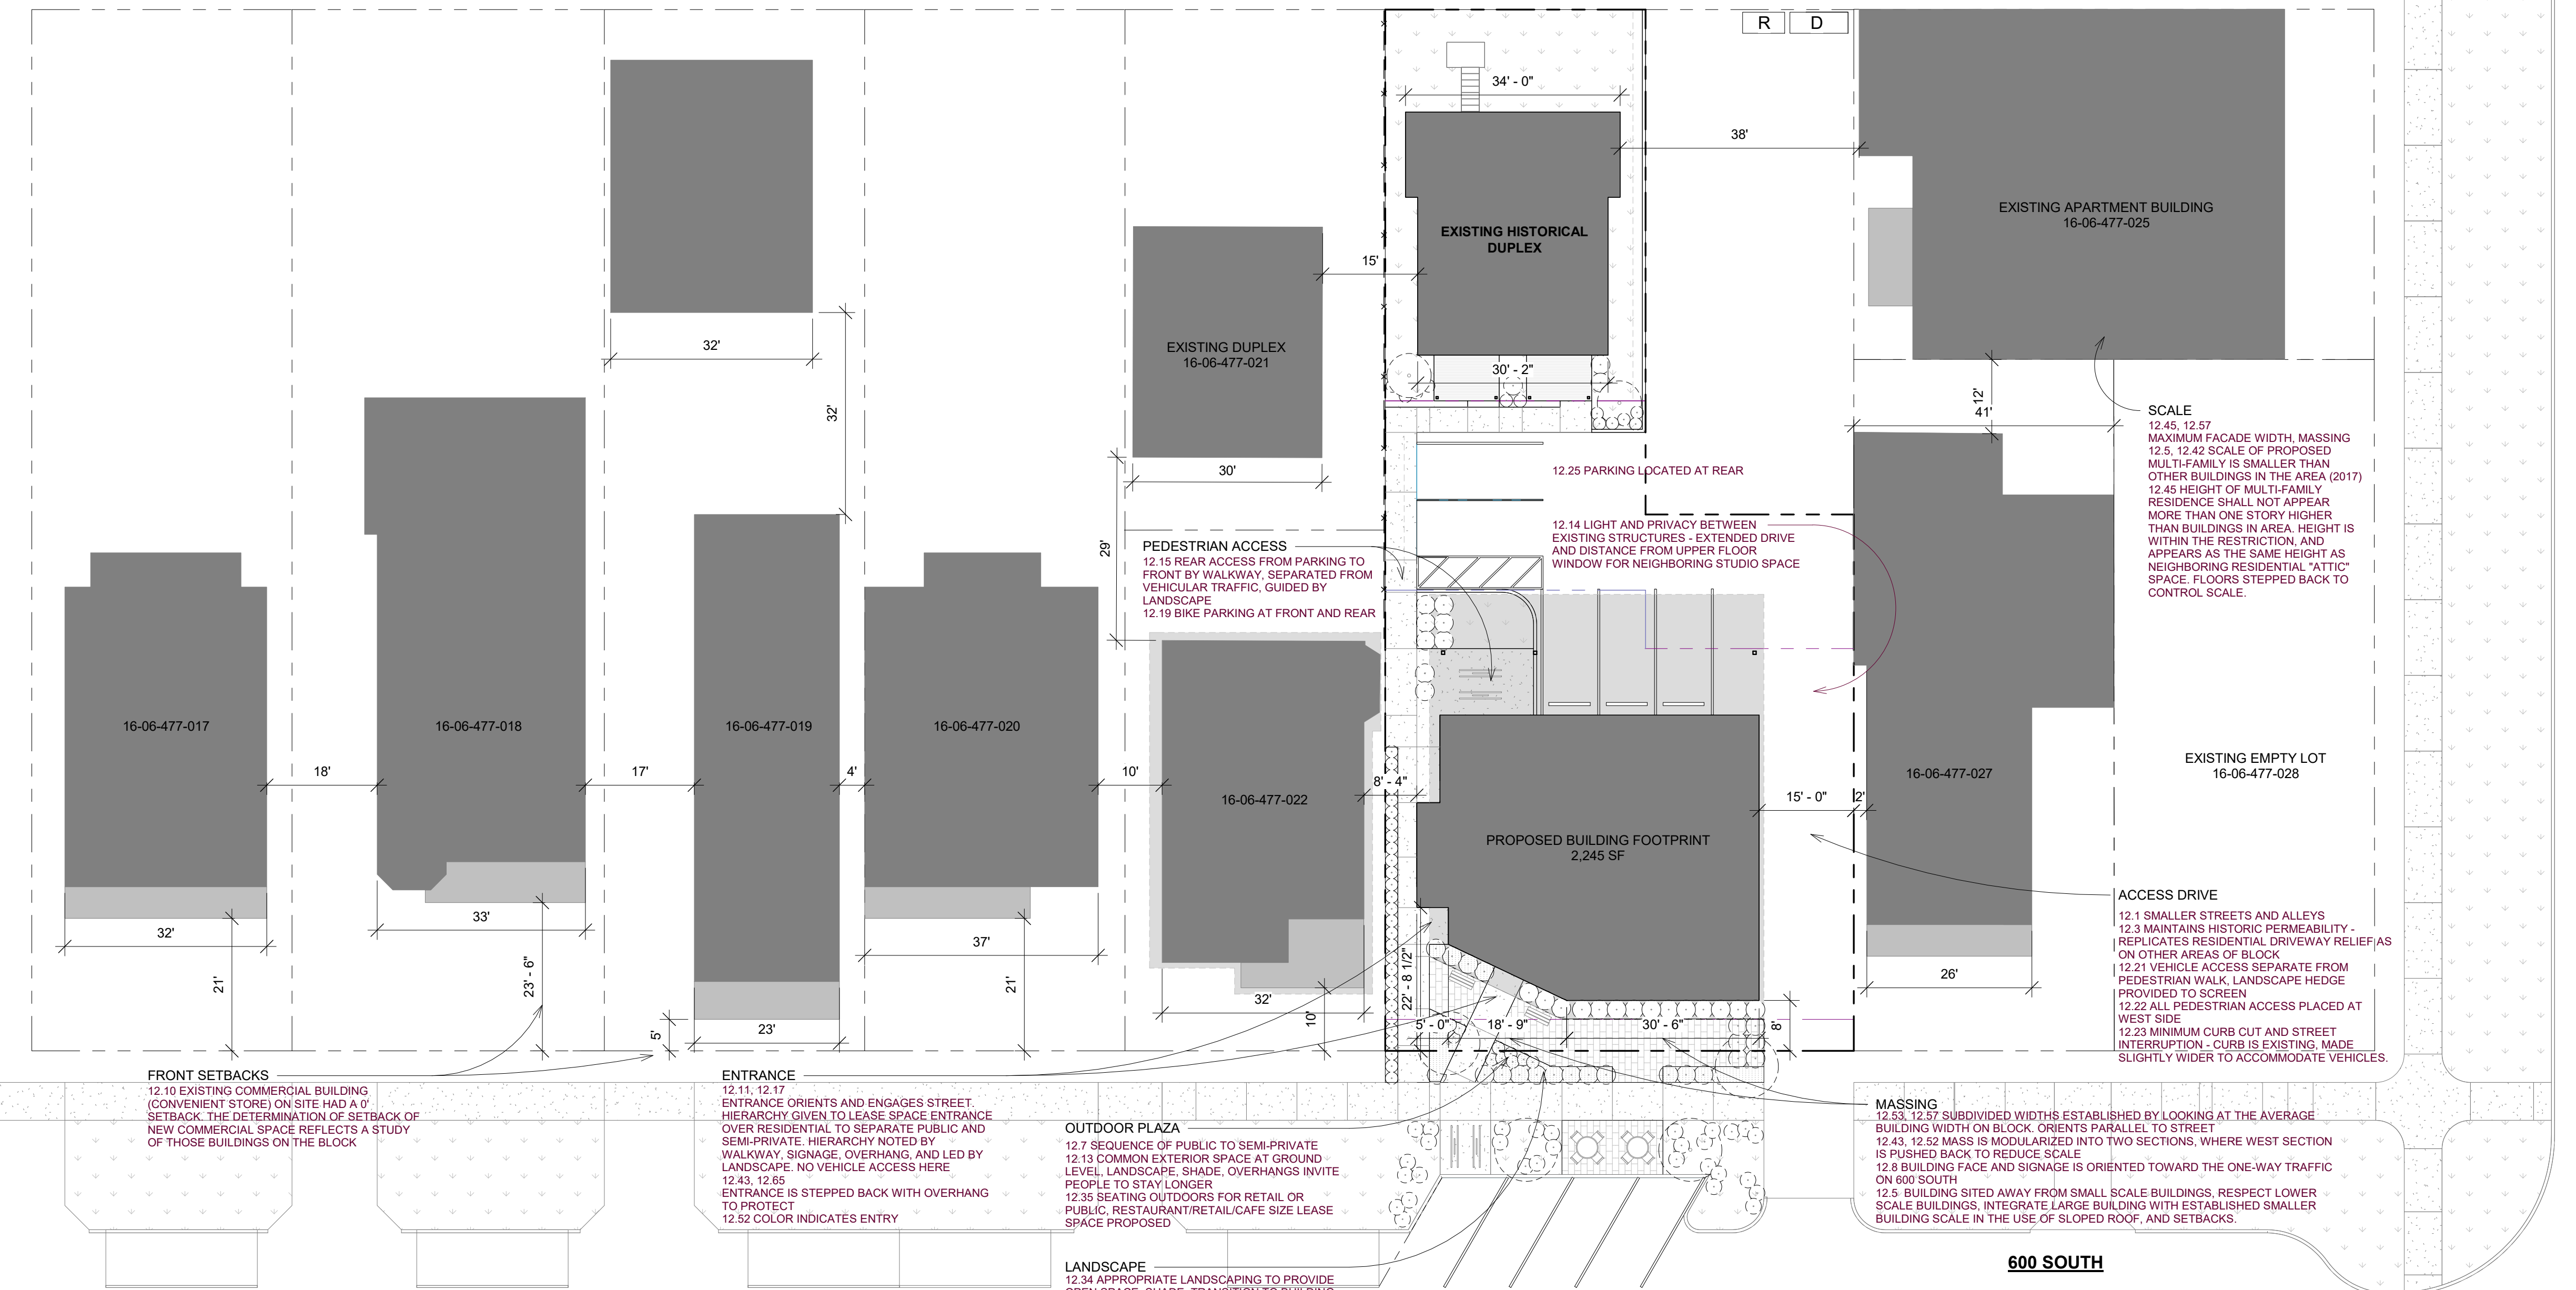 R
D
34' - 0"
38'
EXISTING APARTMENT BUILDING
16-06-477-025
EXISTING HISTORICAL
DUPLEX
15'
32'
EXISTING DUPLEX
16-06-477-021
30' - 2"
32'
12'
41'
30'
29'
SCALE
12.45, 12.57
MAXIMUM FACADE WIDTH, MASSING
12.5, 12.42 SCALE OF PROPOSED
MULTI-FAMILY IS SMALLER THAN
OTHER BUILDINGS IN THE AREA (2017)
12.45 HEIGHT OF MULTI-FAMILY
RESIDENCE SHALL NOT APPEAR
MORE THAN ONE STORY HIGHER
THAN BUILDINGS IN AREA. HEIGHT IS
WITHIN THE RESTRICTION, AND
APPEARS AS THE SAME HEIGHT AS
NEIGHBORING RESIDENTIAL "ATTIC"
SPACE. FLOORS STEPPED BACK TO
CONTROL SCALE.
12.25 PARKING LOCATED AT REAR
12.14 LIGHT AND PRIVACY BETWEEN
EXISTING STRUCTURES - EXTENDED DRIVE
AND DISTANCE FROM UPPER FLOOR
WINDOW FOR NEIGHBORING STUDIO SPACE
PEDESTRIAN ACCESS
12.15 REAR ACCESS FROM PARKING TO
FRONT BY WALKWAY, SEPARATED FROM
VEHICULAR TRAFFIC, GUIDED BY
LANDSCAPE
12.19 BIKE PARKING AT FRONT AND REAR
16-06-477-017
16-06-477-018
16-06-477-019
16-06-477-020
16-06-477-022
16-06-477-027
EXISTING EMPTY LOT
16-06-477-028
18'
17'
4'
10'
8' - 4"
15' - 0"
2'
PROPOSED BUILDING FOOTPRINT
2,245 SF
ACCESS DRIVE
12.1 SMALLER STREETS AND ALLEYS
12.3 MAINTAINS HISTORIC PERMEABILITY -
REPLICATES RESIDENTIAL DRIVEWAY RELIEF AS
ON OTHER AREAS OF BLOCK
12.21 VEHICLE ACCESS SEPARATE FROM
PEDESTRIAN WALK, LANDSCAPE HEDGE
PROVIDED TO SCREEN
12.22 ALL PEDESTRIAN ACCESS PLACED AT
WEST SIDE
12.23 MINIMUM CURB CUT AND STREET
INTERRUPTION - CURB IS EXISTING, MADE
SLIGHTLY WIDER TO ACCOMMODATE VEHICLES.
32'
33'
37'
26'
21'
23' - 6"
5'
23'
21'
32'
10'
22' - 8 1/2"
5' - 0"
18' - 9"
30' - 6"
8'
FRONT SETBACKS
12.10 EXISTING COMMERCIAL BUILDING
(CONVENIENT STORE) ON SITE HAD A 0'
SETBACK. THE DETERMINATION OF SETBACK OF
NEW COMMERCIAL SPACE REFLECTS A STUDY
OF THOSE BUILDINGS ON THE BLOCK
ENTRANCE
12.11, 12.17
ENTRANCE ORIENTS AND ENGAGES STREET.
HIERARCHY GIVEN TO LEASE SPACE ENTRANCE
OVER RESIDENTIAL TO SEPARATE PUBLIC AND
SEMI-PRIVATE. HIERARCHY NOTED BY
WALKWAY, SIGNAGE, OVERHANG, AND LED BY
LANDSCAPE. NO VEHICLE ACCESS HERE
12.43, 12.65
ENTRANCE IS STEPPED BACK WITH OVERHANG
TO PROTECT
12.52 COLOR INDICATES ENTRY
OUTDOOR PLAZA
12.7 SEQUENCE OF PUBLIC TO SEMI-PRIVATE
12.13 COMMON EXTERIOR SPACE AT GROUND
LEVEL, LANDSCAPE, SHADE, OVERHANGS INVITE
PEOPLE TO STAY LONGER
12.35 SEATING OUTDOORS FOR RETAIL OR
PUBLIC, RESTAURANT/RETAIL/CAFE SIZE LEASE
SPACE PROPOSED
MASSING
12.53, 12.57 SUBDIVIDED WIDTHS ESTABLISHED BY LOOKING AT THE AVERAGE
BUILDING WIDTH ON BLOCK. ORIENTS PARALLEL TO STREET
12.43, 12.52 MASS IS MODULARIZED INTO TWO SECTIONS, WHERE WEST SECTION
IS PUSHED BACK TO REDUCE SCALE
12.8 BUILDING FACE AND SIGNAGE IS ORIENTED TOWARD THE ONE-WAY TRAFFIC
ON 600 SOUTH
12.5 BUILDING SITED AWAY FROM SMALL SCALE BUILDINGS, RESPECT LOWER
SCALE BUILDINGS, INTEGRATE LARGE BUILDING WITH ESTABLISHED SMALLER
BUILDING SCALE IN THE USE OF SLOPED ROOF, AND SETBACKS.
600 SOUTH
LANDSCAPE
12.34 APPROPRIATE LANDSCAPING TO PROVIDE
OPEN SPACE, SHADE, TRANSITION TO BUILDING